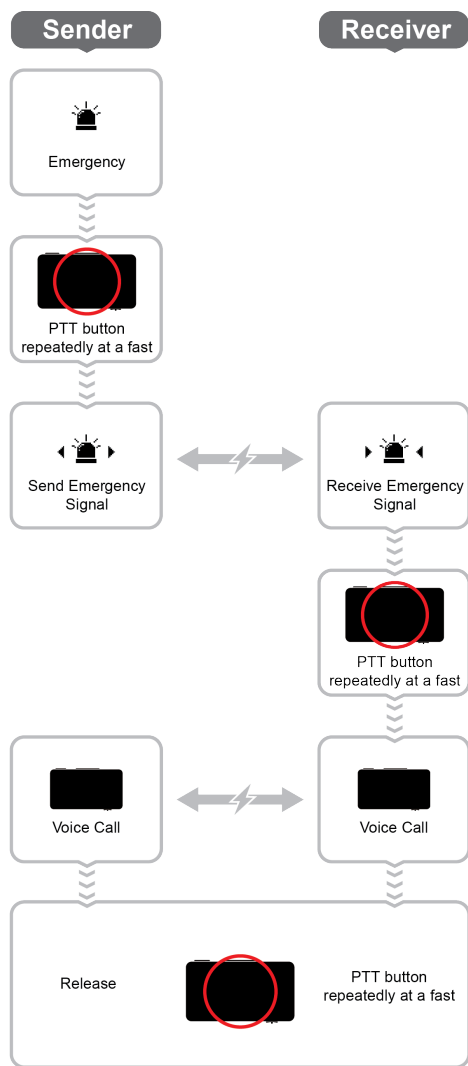 Sender
Receiver
Emergency
PTT button
repeatedly at a fast
Send Emergency
Signal
Receive Emergency
Signal
PTT button
repeatedly at a fast
Voice Call
Voice Call
Release
PTT button
repeatedly at a fast